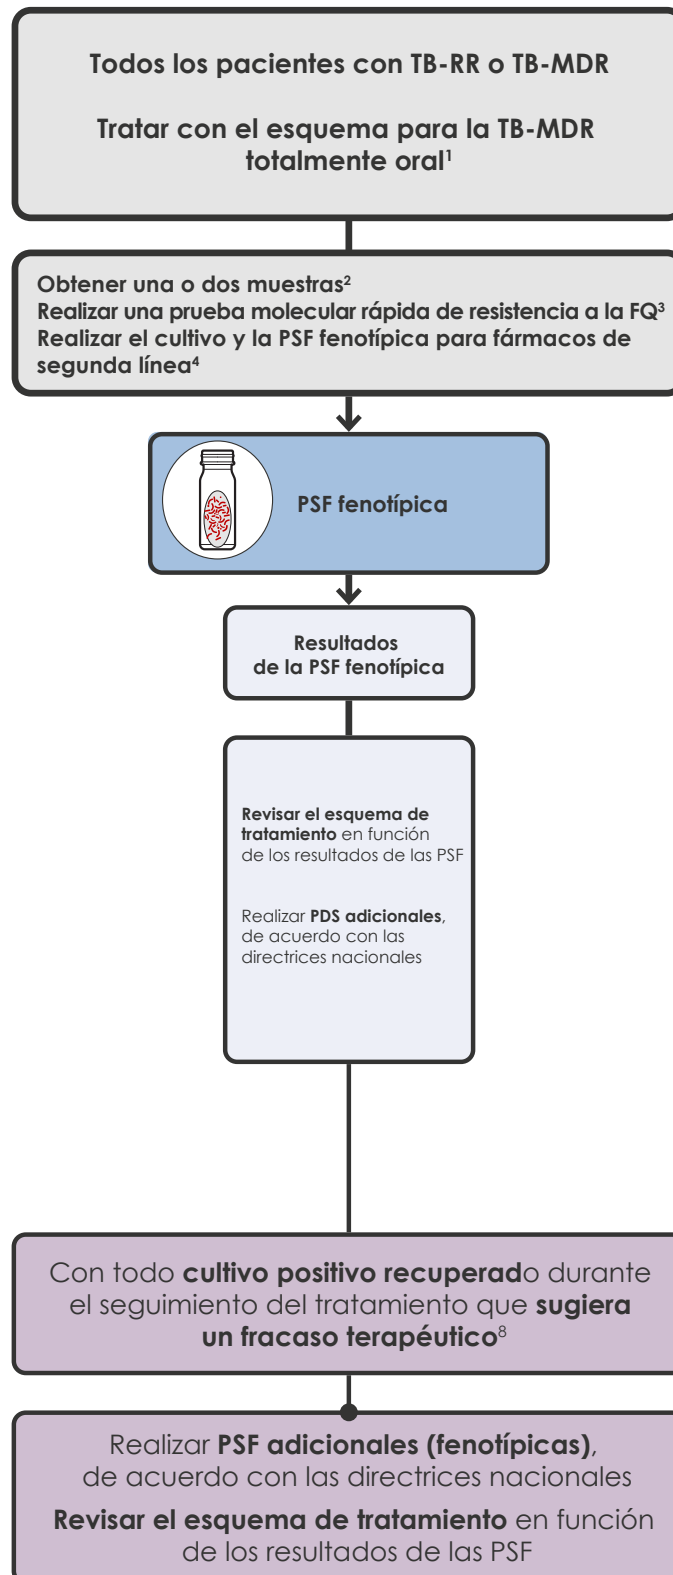 Todos los pacientes con TB-RR o TB-MDR
Tratar con el esquema para la TB-MDR
totalmente oral¹
Obtener una o dos muestras²
Realizar una prueba molecular rápida de resistencia a la FQ³
Realizar el cultivo y la PSF fenotípica para fármacos de
segunda línea⁴
PSF fenotípica
Resultados
de la PSF fenotípica
Revisar el esquema de
tratamiento en función
de los resultados de las PSF
Realizar PDS adicionales,
de acuerdo con las
directrices nacionales
Con todo cultivo positivo recuperado durante
el seguimiento del tratamiento que sugiera
un fracaso terapéutico⁸
Realizar PSF adicionales (fenotípicas),
de acuerdo con las directrices nacionales
Revisar el esquema de tratamiento en función
de los resultados de las PSF